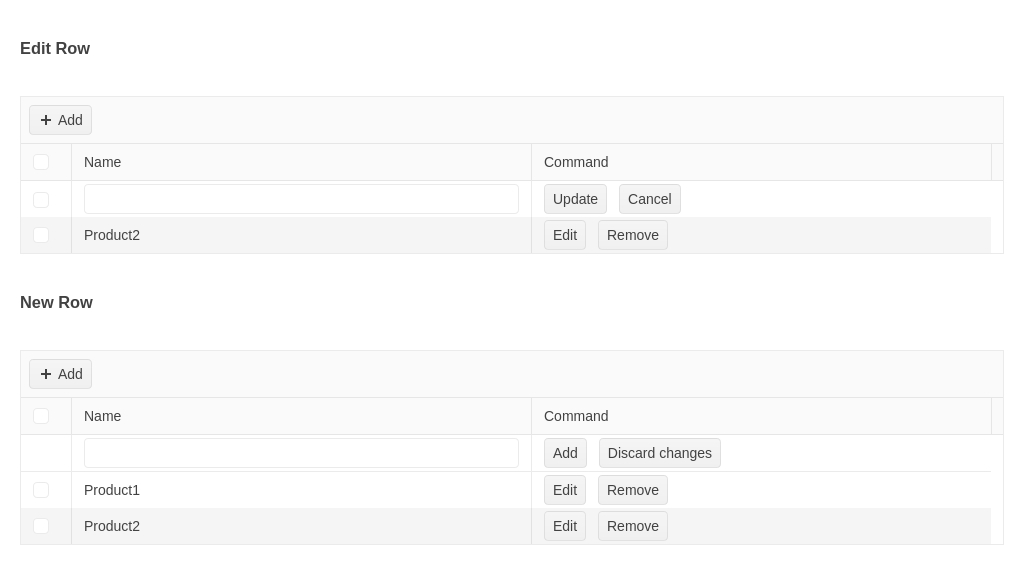 Edit Row
Add
Name Command
Update Cancel
Product2 Edit Remove
New Row
Add
Name Command
Add Discard changes
Product1 Edit Remove
Product2 Edit Remove